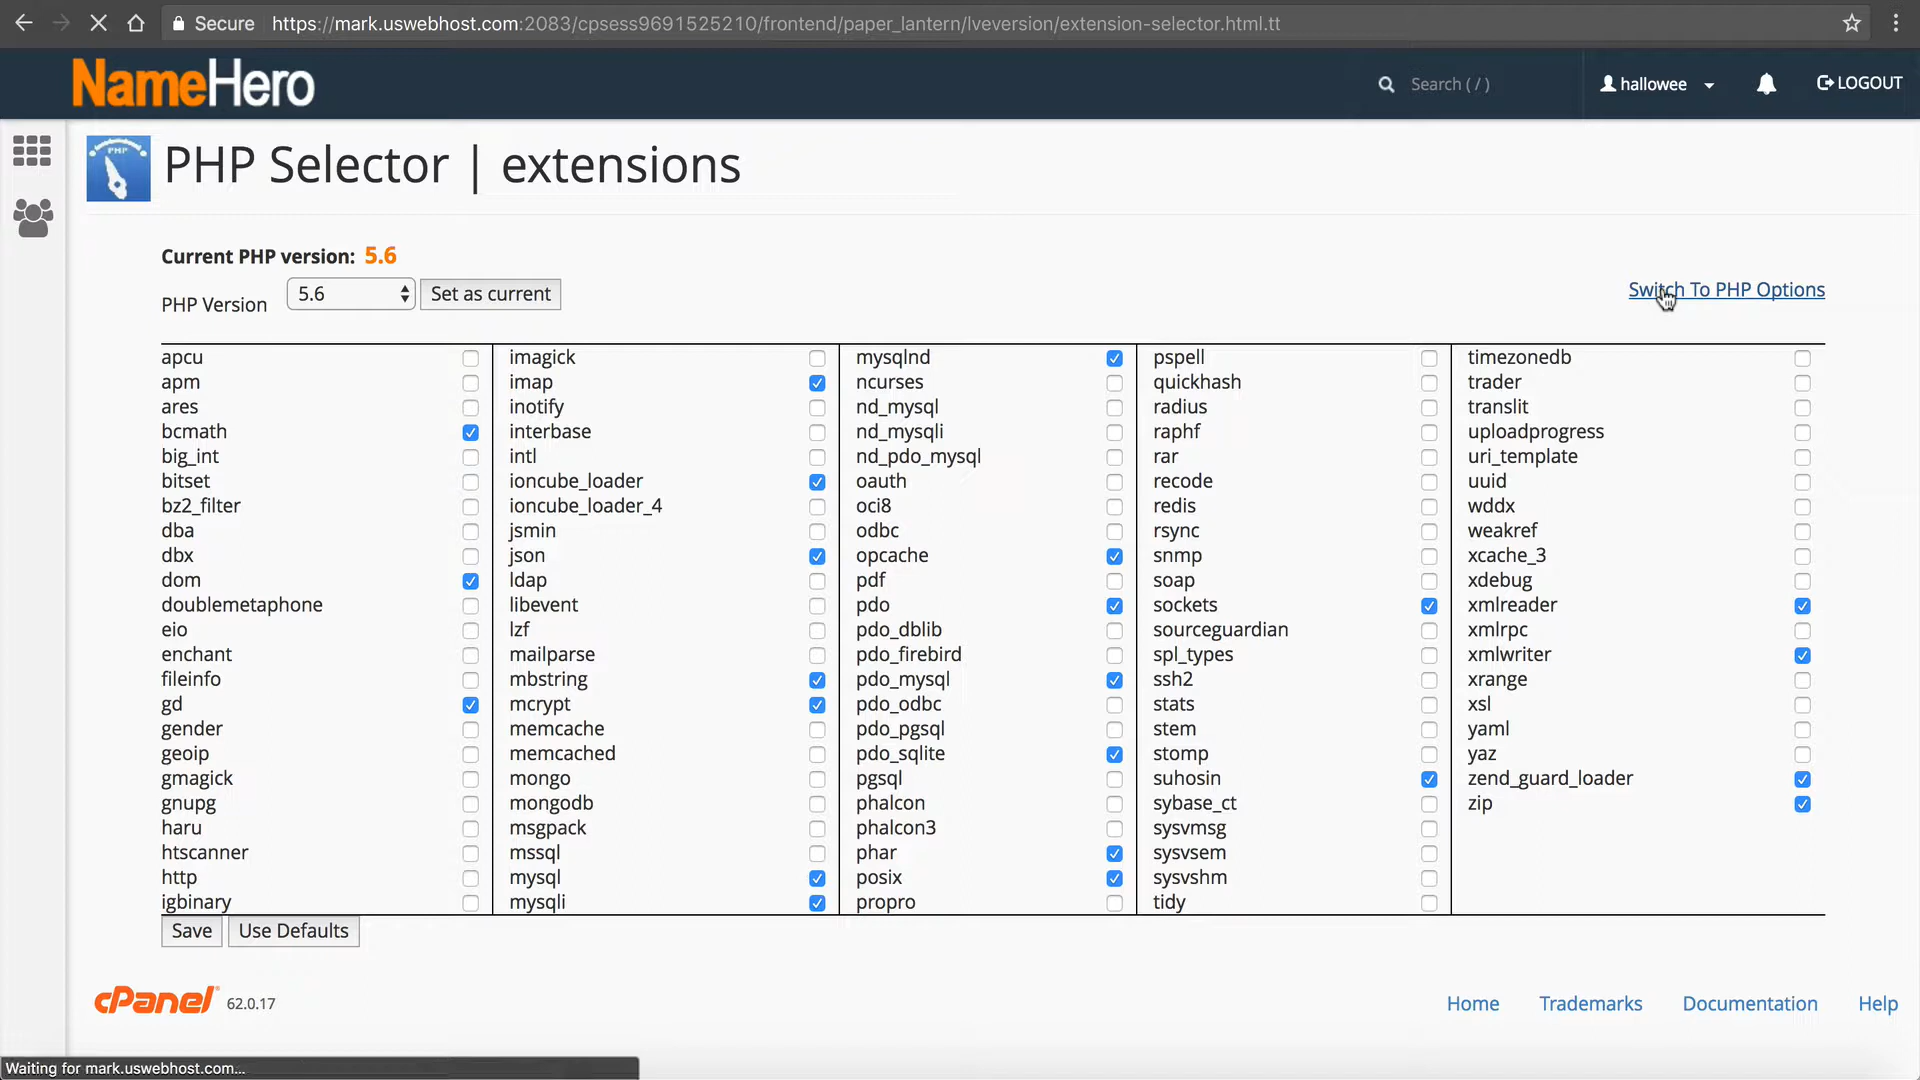 Secure https://mark.uswebhost.com:2083/cpsess9691525210/frontend/paper_lantern/lveversion/extension-selector.html.tt
NameHero
Search ( / )
hallowee
LOGOUT
PHP
PHP Selector | extensions
Current PHP version: 5.6
PHP Version 5.6 Set as current
Switch To PHP Options
apcu
apm
ares
bcmath
big_int
bitset
bz2_filter
dba
dbx
dom
doublemetaphone
eio
enchant
fileinfo
gd
gender
geoip
gmagick
gnupg
haru
htscanner
http
igbinary
imagick
imap
inotify
interbase
intl
ioncube_loader
ioncube_loader_4
jsmin
json
ldap
libevent
lzf
mailparse
mbstring
mcrypt
memcache
memcached
mongo
mongodb
msgpack
mssql
mysql
mysqli
mysqlnd
ncurses
nd_mysql
nd_mysqli
nd_pdo_mysql
oauth
oci8
odbc
opcache
pdf
pdo
pdo_dblib
pdo_firebird
pdo_mysql
pdo_odbc
pdo_pgsql
pdo_sqlite
pgsql
phalcon
phalcon3
phar
posix
propro
pspell
quickhash
radius
raphf
rar
recode
redis
rsync
snmp
soap
sockets
sourceguardian
spl_types
ssh2
stats
stem
stomp
suhosin
sybase_ct
sysvmsg
sysvsem
sysvshm
tidy
timezonedb
trader
translit
uploadprogress
uri_template
uuid
wddx
weakref
xcache_3
xdebug
xmlreader
xmlrpc
xmlwriter
xrange
xsl
yaml
yaz
zend_guard_loader
zip
Save Use Defaults
cPanel 62.0.17
Home Trademarks Documentation Help
Waiting for mark.uswebhost.com...